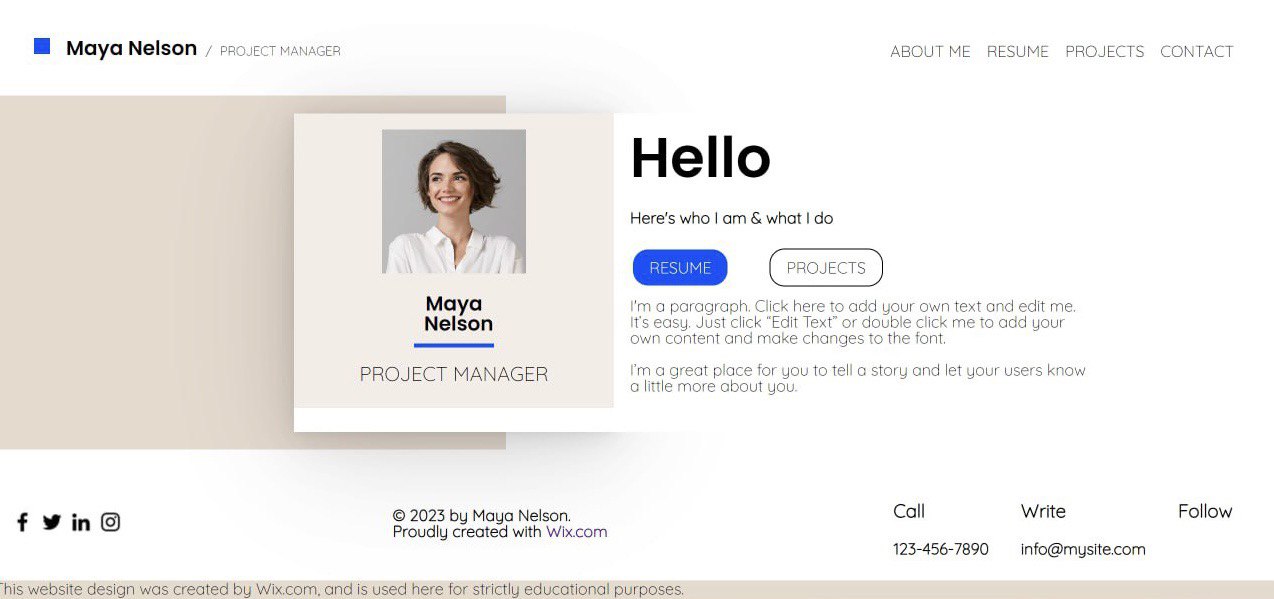 Maya Nelson / PROJECT MANAGER
ABOUT ME RESUME PROJECTS CONTACT
Maya
Nelson
PROJECT MANAGER
Hello
Here's who I am & what I do
RESUME PROJECTS
I'm a paragraph. Click here to add your own text and edit me.
It's easy. Just click “Edit Text” or double click me to add your
own content and make changes to the font.
I'm a great place for you to tell a story and let your users know
a little more about you.
© 2023 by Maya Nelson.
Proudly created with Wix.com
Call
123-456-7890
Write
info@mysite.com
Follow
This website design was created by Wix.com, and is used here for strictly educational purposes.